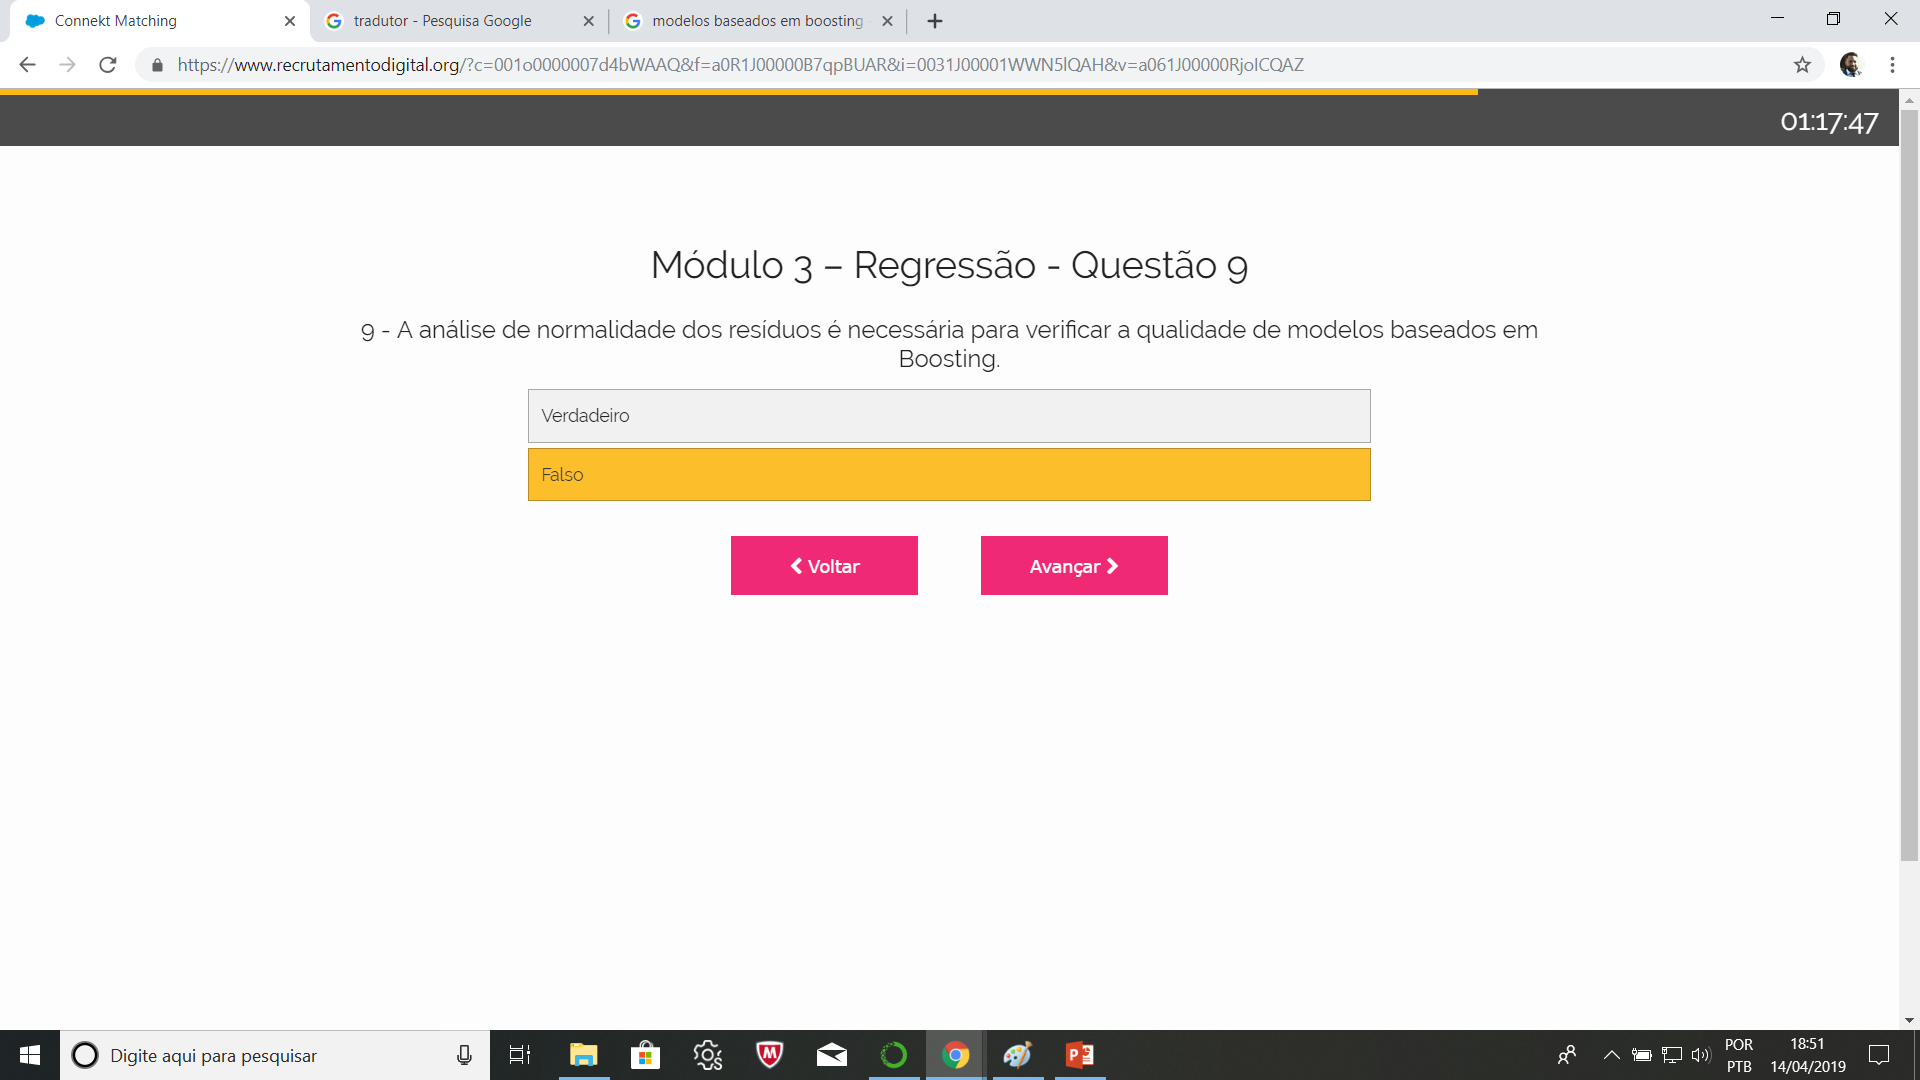 Connekt Matching
tradutor - Pesquisa Google
modelos baseados em boosting
https://www.recrutamentodigital.org/?c=001o0000007d4bWAAQ&f=a0R1J00000B7qpBUAR&i=0031J00001WWN5lQAH&v=a061J00000RjoICQAZ
01:17:47
Módulo 3 – Regressão - Questão 9
9 - A análise de normalidade dos resíduos é necessária para verificar a qualidade de modelos baseados em
Boosting.
Verdadeiro
Falso
Voltar
Avançar
Digite aqui para pesquisar
POR
PTB
18:51
14/04/2019